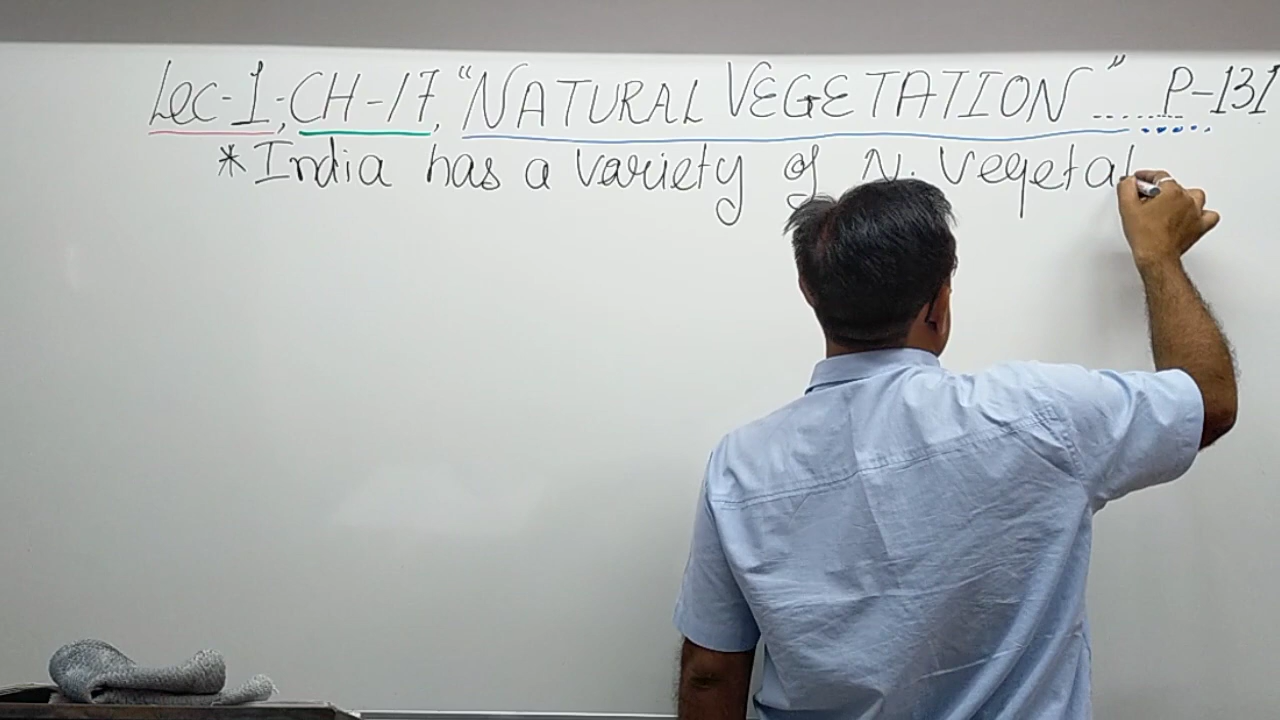 Lec-1, CH-17, "NATURAL VEGETATION" ........ P-131
*India has a variety of N. Vegetat